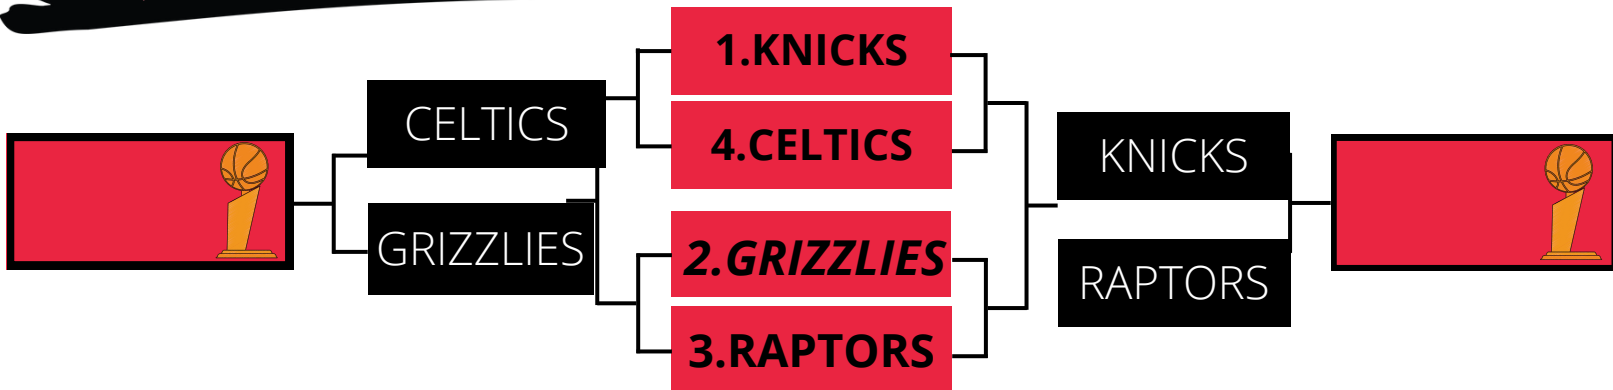 1.KNICKS
CELTICS
4.CELTICS
KNICKS
GRIZZLIES
2.GRIZZLIES
RAPTORS
3.RAPTORS